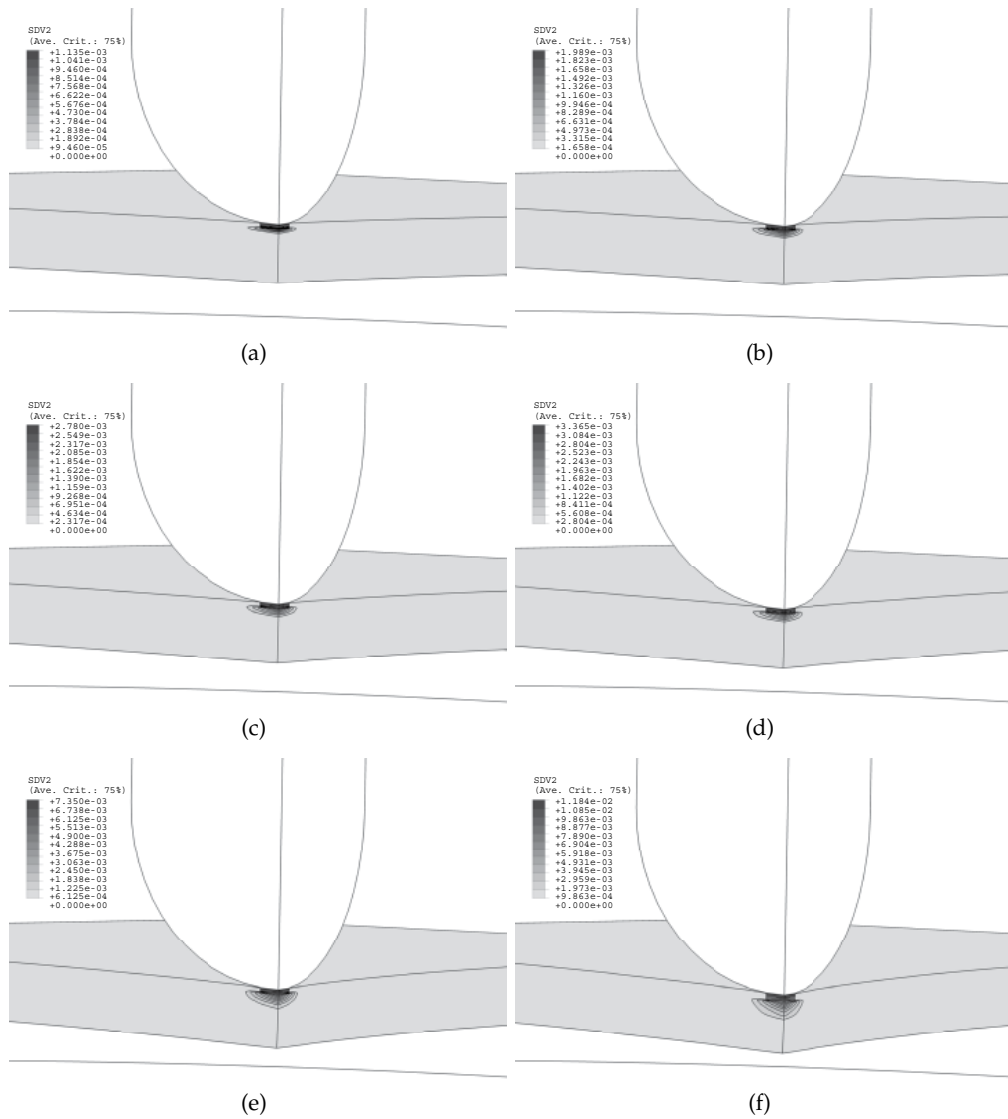 SDV2
(Ave. Crit.: 75%)
+1.135e-03
+1.041e-03
+9.460e-04
+8.514e-04
+7.568e-04
+6.622e-04
+5.676e-04
+4.730e-04
+3.784e-04
+2.838e-04
+1.892e-04
+9.460e-05
+0.000e+00
(a)
SDV2
(Ave. Crit.: 75%)
+1.989e-03
+1.823e-03
+1.658e-03
+1.492e-03
+1.326e-03
+1.160e-03
+9.946e-04
+8.289e-04
+6.631e-04
+4.973e-04
+3.315e-04
+1.658e-04
+0.000e+00
(b)
SDV2
(Ave. Crit.: 75%)
+2.780e-03
+2.549e-03
+2.317e-03
+2.085e-03
+1.854e-03
+1.622e-03
+1.390e-03
+1.159e-03
+9.268e-04
+6.951e-04
+4.634e-04
+2.317e-04
+0.000e+00
(c)
SDV2
(Ave. Crit.: 75%)
+3.365e-03
+3.084e-03
+2.804e-03
+2.523e-03
+2.243e-03
+1.963e-03
+1.682e-03
+1.402e-03
+1.122e-03
+8.411e-04
+5.608e-04
+2.804e-04
+0.000e+00
(d)
SDV2
(Ave. Crit.: 75%)
+7.350e-03
+6.738e-03
+6.125e-03
+5.513e-03
+4.900e-03
+4.288e-03
+3.675e-03
+3.063e-03
+2.450e-03
+1.838e-03
+1.225e-03
+6.125e-04
+0.000e+00
(e)
SDV2
(Ave. Crit.: 75%)
+1.184e-02
+1.085e-02
+9.863e-03
+8.877e-03
+7.890e-03
+6.904e-03
+5.918e-03
+4.931e-03
+3.945e-03
+2.959e-03
+1.973e-03
+9.863e-04
+0.000e+00
(f)